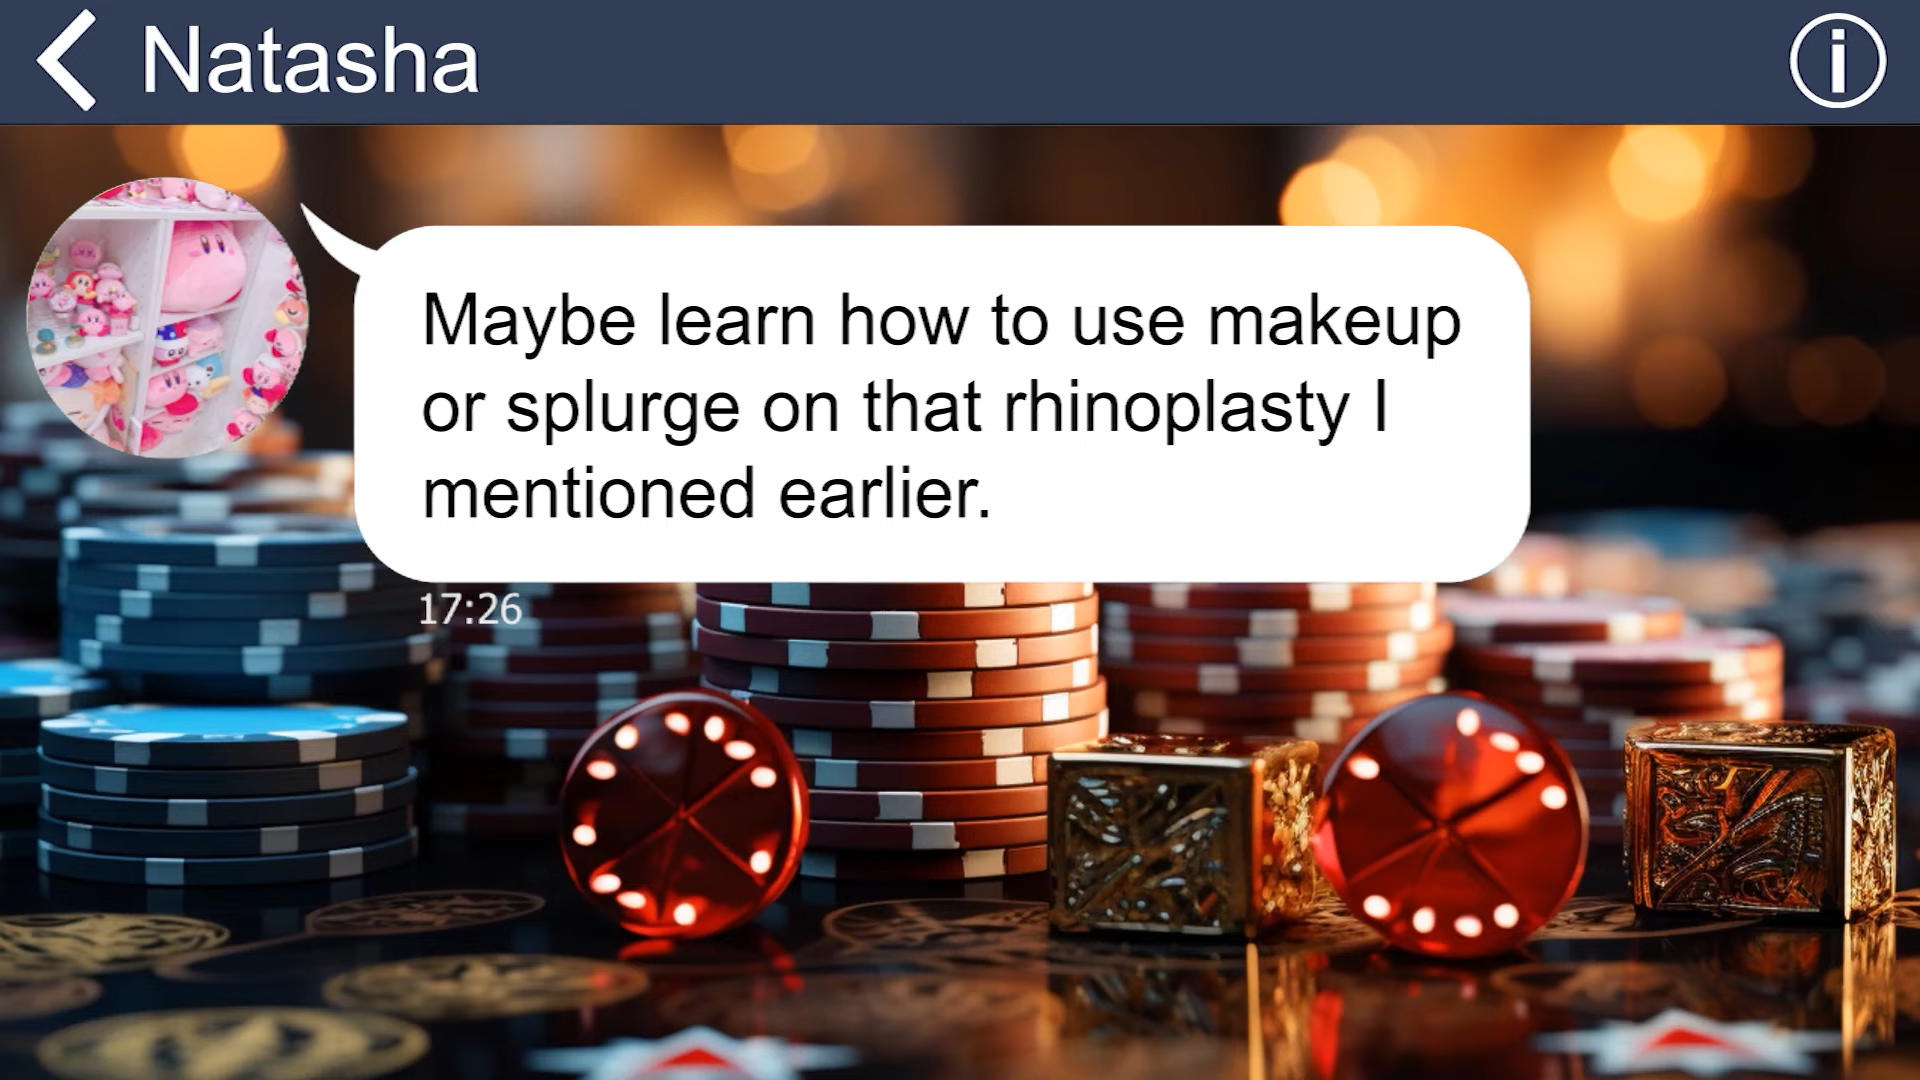 Natasha
Maybe learn how to use makeup
or splurge on that rhinoplasty I
mentioned earlier.
17:26